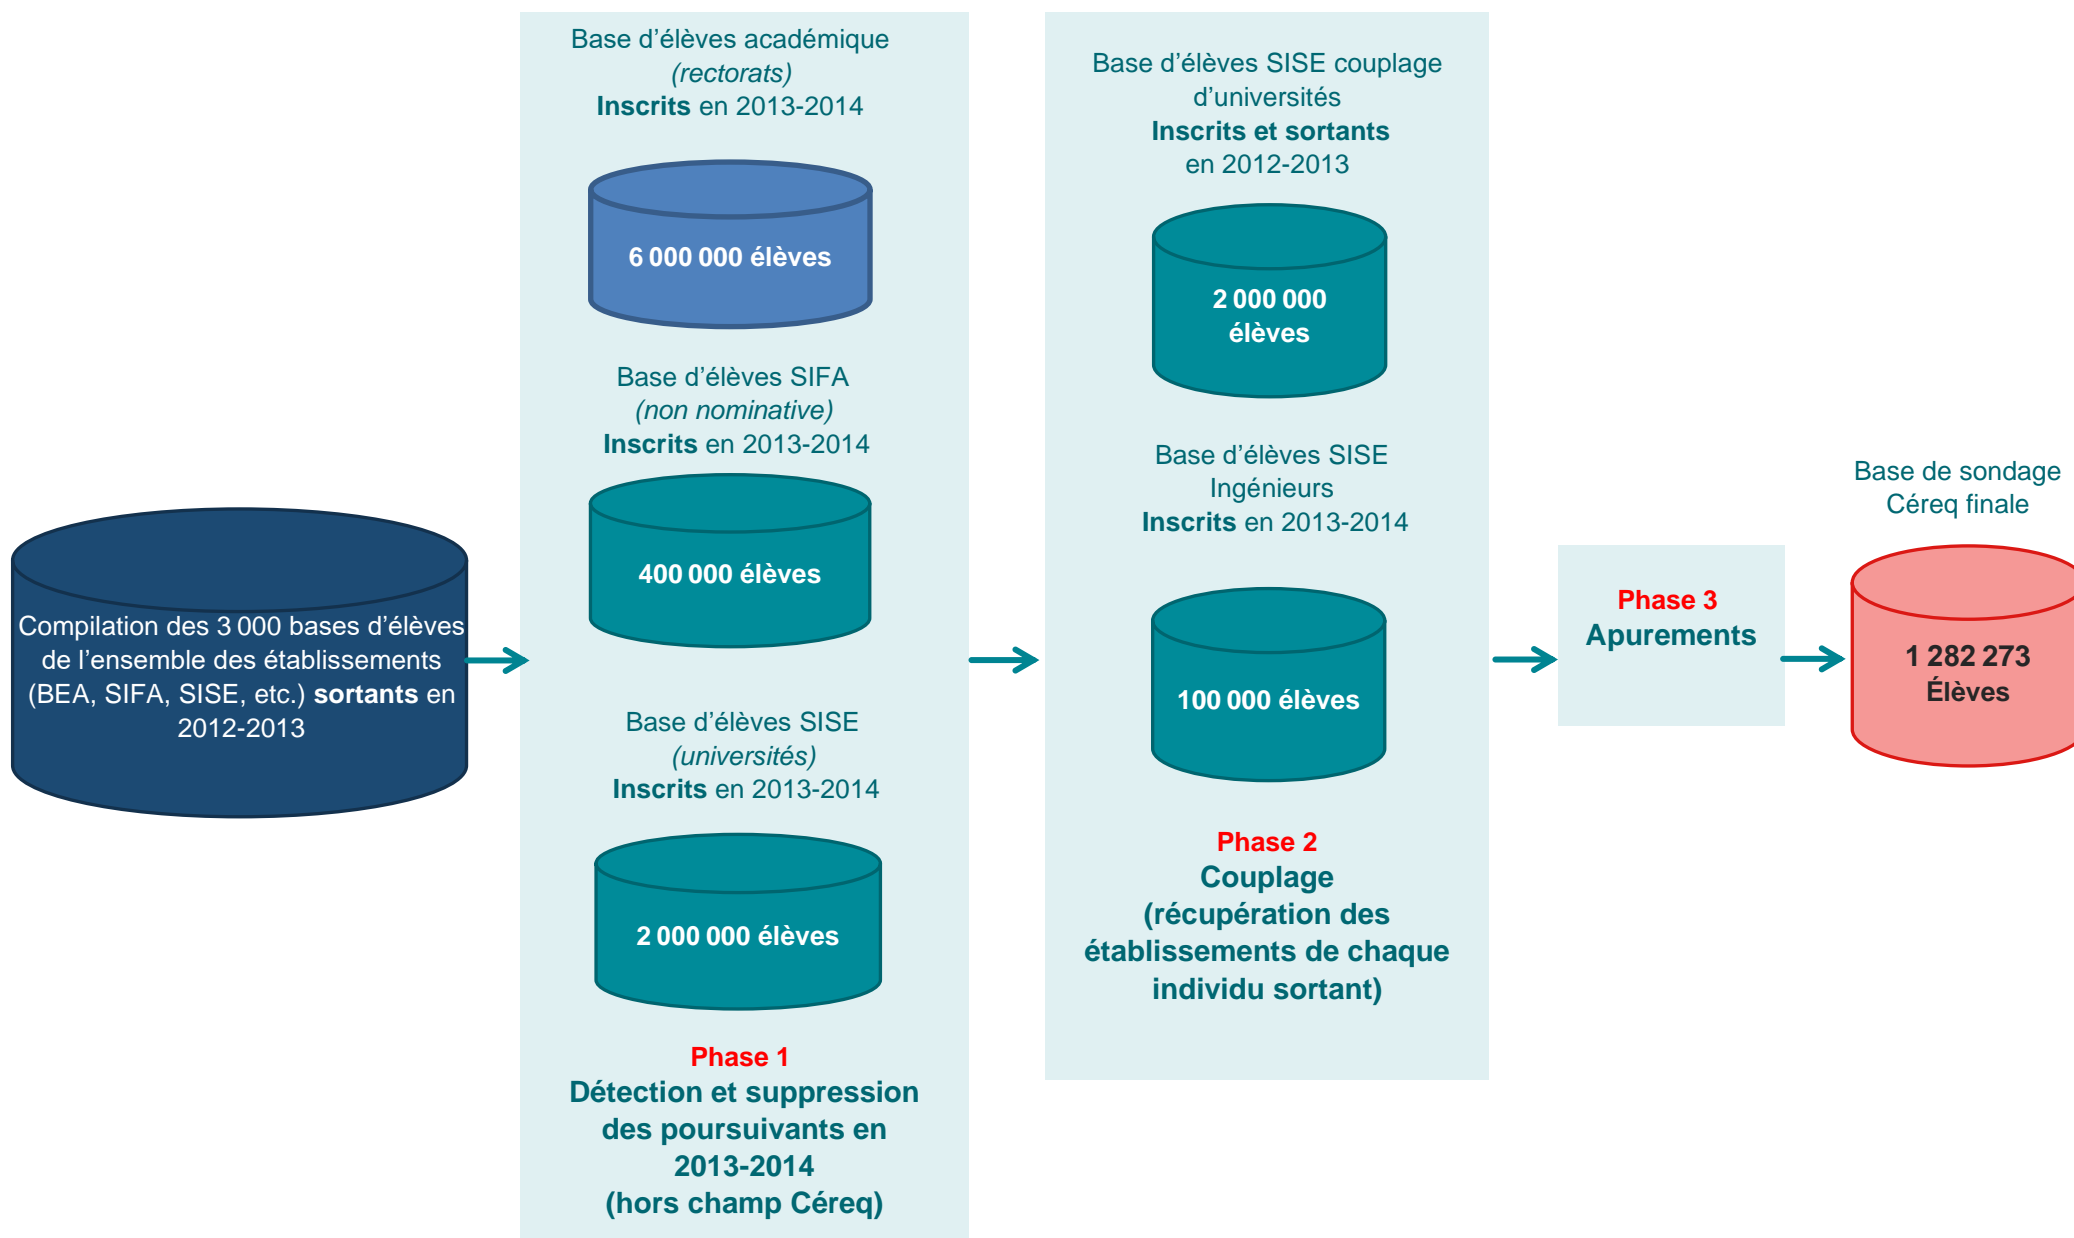 Compilation des 3 000 bases d’élèves
de l’ensemble des établissements
(BEA, SIFA, SISE, etc.) sortants en
2012-2013
Base d’élèves académique
(rectorats)
Inscrits en 2013-2014
6 000 000 élèves
Base d’élèves SIFA
(non nominative)
Inscrits en 2013-2014
400 000 élèves
Base d’élèves SISE
(universités)
Inscrits en 2013-2014
2 000 000 élèves
Phase 1
Détection et suppression
des poursuivants en
2013-2014
(hors champ Céreq)
Base d’élèves SISE couplage
d’universités
Inscrits et sortants
en 2012-2013
2 000 000
élèves
Base d’élèves SISE
Ingénieurs
Inscrits en 2013-2014
100 000 élèves
Phase 2
Couplage
(récupération des
établissements de chaque
individu sortant)
Phase 3
Apurements
Base de sondage
Céreq finale
1 282 273
Élèves